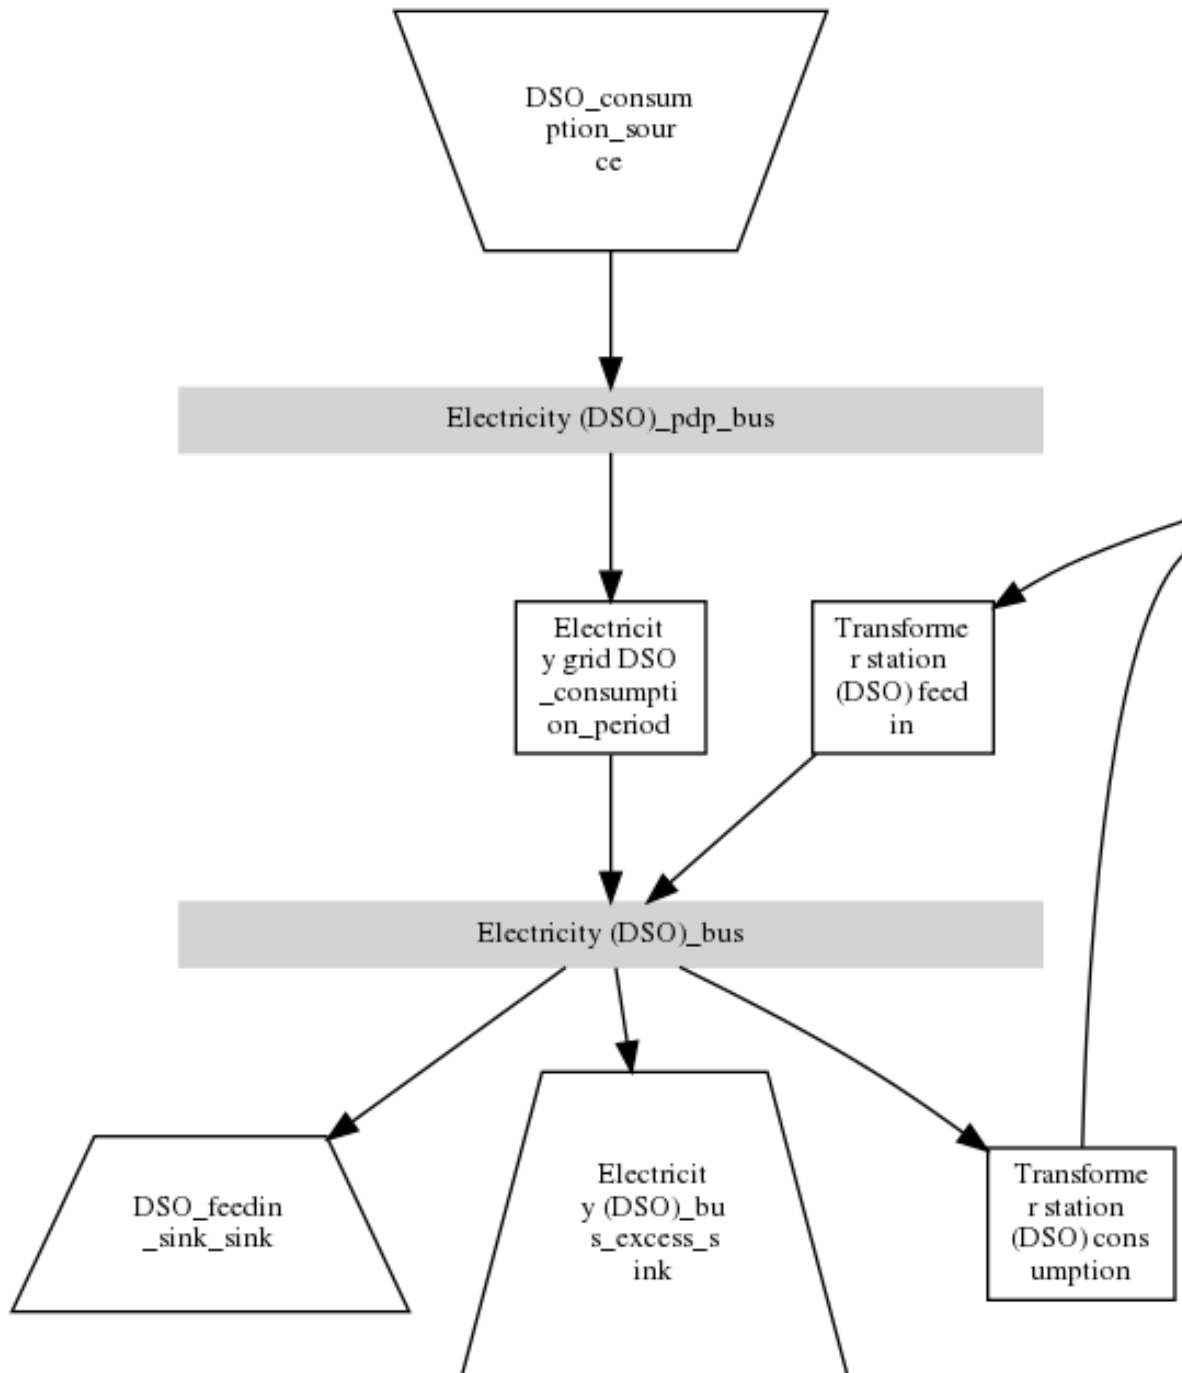 DSO_consum
ption_sour
ce
Electricity (DSO)_pdp_bus
Electricit
y grid DSO
_consumpti
on_period
Transforme
r station
(DSO) feed
in
Electricity (DSO)_bus
DSO_feedin
_sink_sink
Electricit
y (DSO)_bu
s_excess_s
ink
Transforme
r station
(DSO) cons
umption